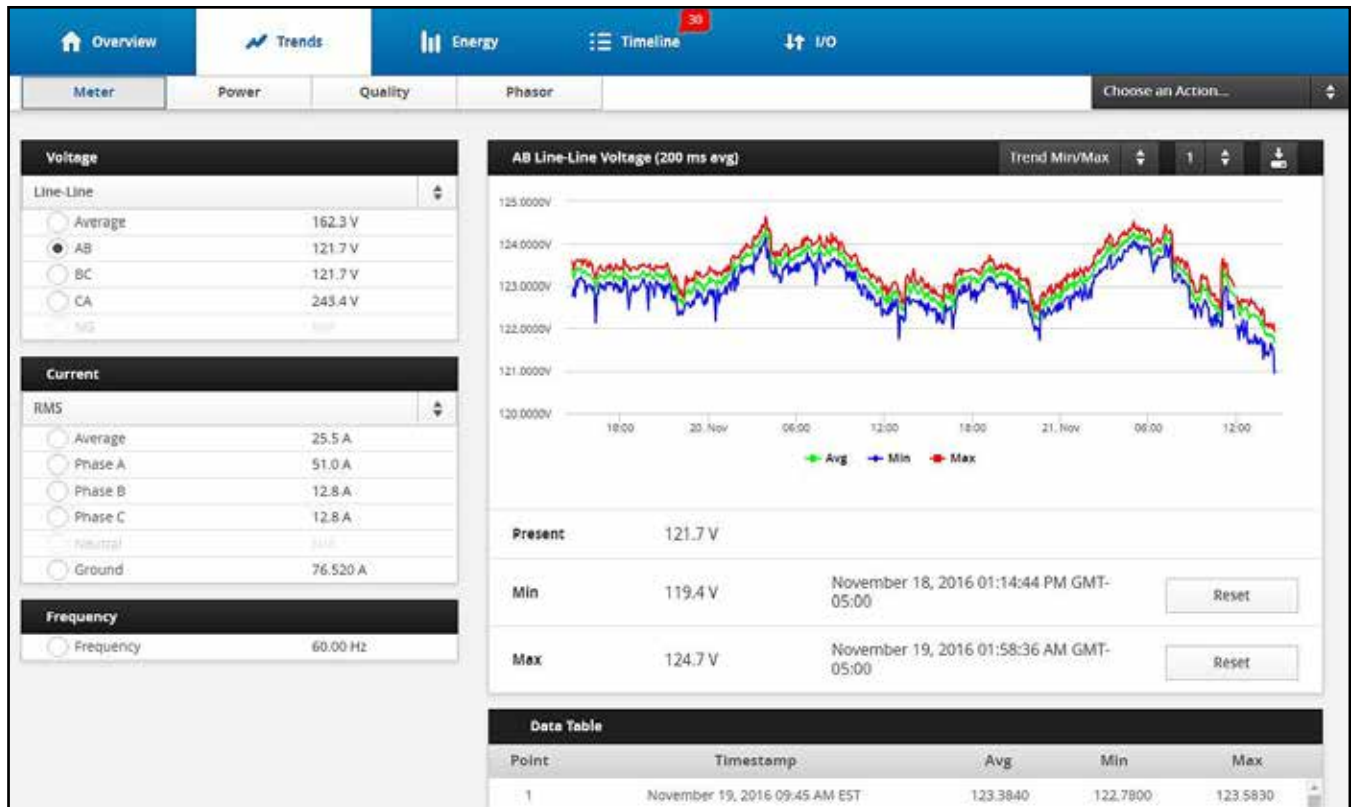 Overview
Trends
Energy
30
Timeline
I/O
Meter
Power
Quality
Phasor
Choose an Action...
Voltage
Line-Line
Average 162.3 V
AB 121.7 V
BC 121.7 V
CA 243.4 V
NG N/A
Current
RMS
Average 25.5 A
Phase A 51.0 A
Phase B 12.8 A
Phase C 12.8 A
Neutral N/A
Ground 76.520 A
Frequency
Frequency 60.00 Hz
AB Line-Line Voltage (200 ms avg)
Trend Min/Max
1
125.0000V
124.0000V
123.0000V
122.0000V
121.0000V
120.0000V
18:00 20. Nov 06:00 12:00 18:00 21. Nov 06:00 12:00
Avg Min Max
Present 121.7 V
Min 119.4 V November 18, 2016 01:14:44 PM GMT-
05:00
Reset
Max 124.7 V November 19, 2016 01:58:36 AM GMT-
05:00
Reset
Data Table
Point Timestamp Avg Min Max
1 November 19, 2016 09:45 AM EST 123.3840 122.7800 123.5830